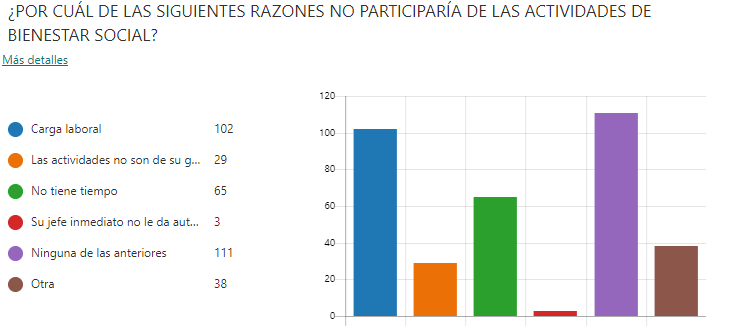 ¿POR CUÁL DE LAS SIGUIENTES RAZONES NO PARTICIPARÍA DE LAS ACTIVIDADES DE
BIENESTAR SOCIAL?
Más detalles
Carga laboral 102
Las actividades no son de su g... 29
No tiene tiempo 65
Su jefe inmediato no le da aut... 3
Ninguna de las anteriores 111
Otra 38
120
100
80
60
40
20
0